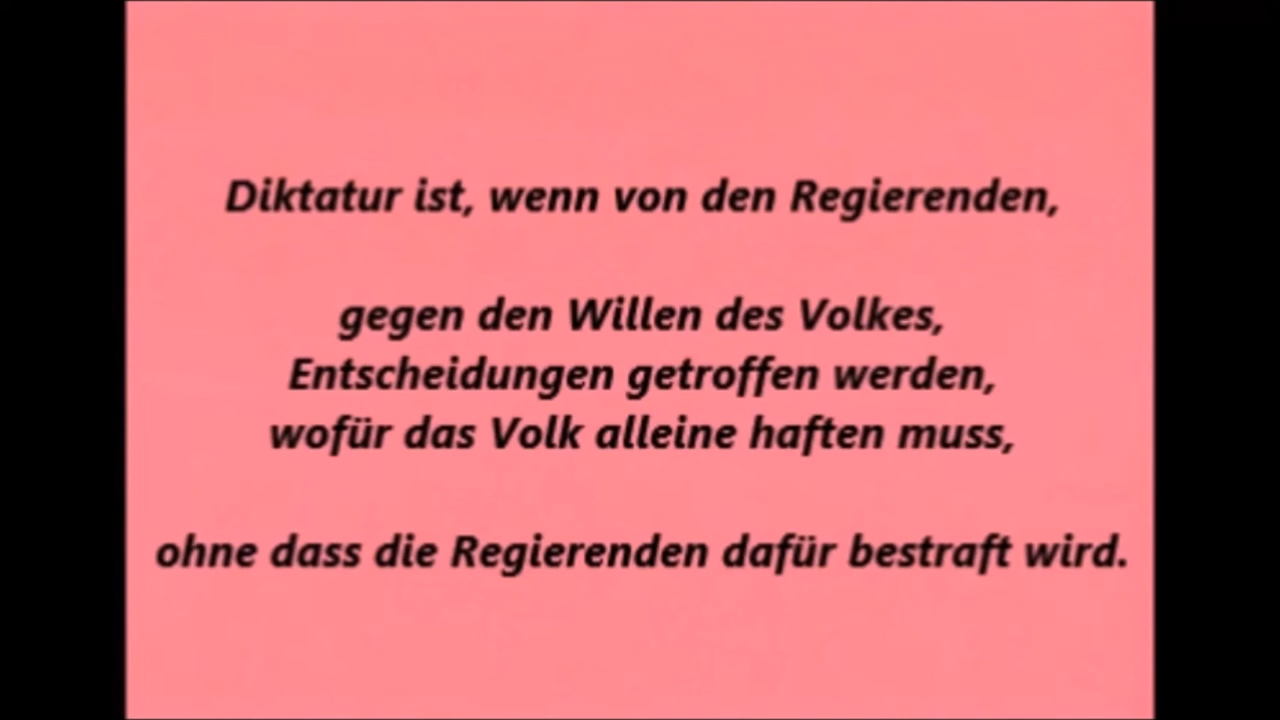 Diktatur ist, wenn von den Regierenden,
gegen den Willen des Volkes,
Entscheidungen getroffen werden,
wofür das Volk alleine haften muss,
ohne dass die Regierenden dafür bestraft wird.